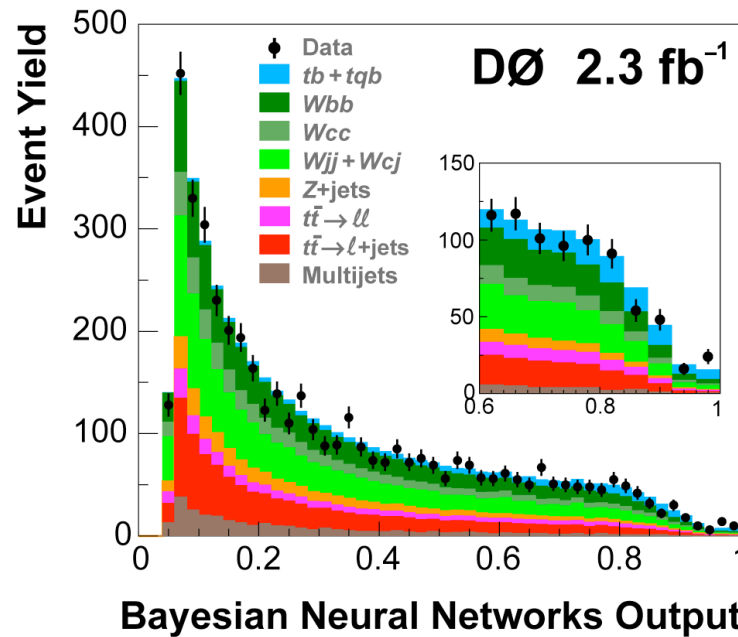 Event Yield
500
400
300
200
100
0
Data
tb + tqb
Wbb
Wcc
Wjj + Wcj
Z+jets
tt̄→ℓℓ
tt̄→ℓ+jets
Multijets
DØ 2.3 fb⁻¹
150
100
50
0
0.6 0.8 1
0 0.2 0.4 0.6 0.8 1
Bayesian Neural Networks Output